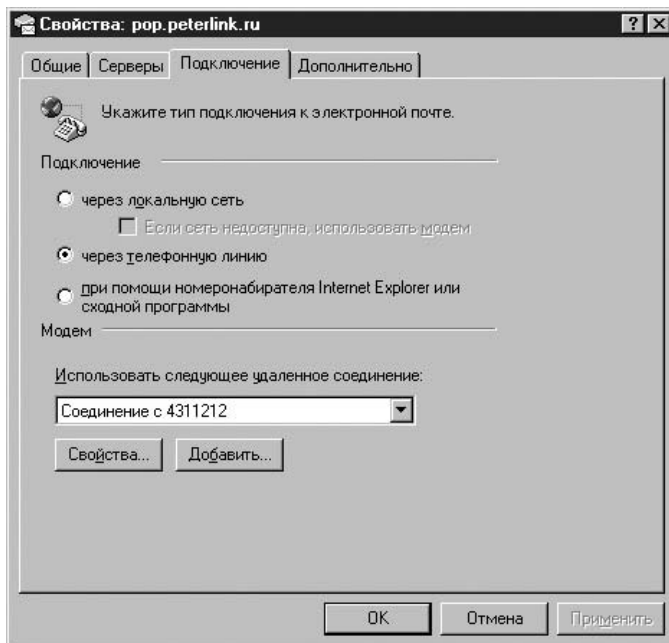 Свойства: pop.peterlink.ru
Общие Серверы Подключение Дополнительно
Укажите тип подключения к электронной почте.
Подключение
через локальную сеть
Если сеть недоступна, использовать модем
через телефонную линию
при помощи номеронабирателя Internet Explorer или
сходной программы
Модем
Использовать следующее удаленное соединение:
Соединение с 4311212
Свойства... Добавить...
OK Отмена Применить